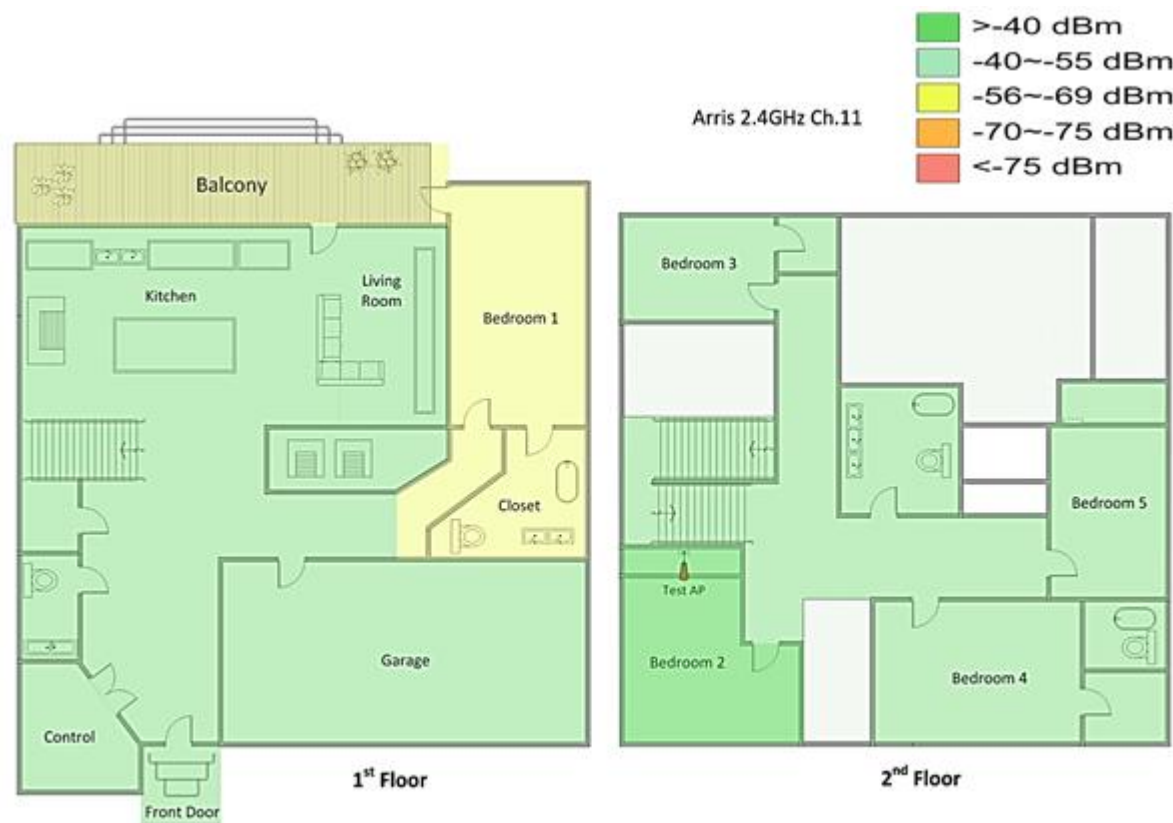 >-40 dBm
-40~-55 dBm
-56~-69 dBm
-70~-75 dBm
<-75 dBm
Arris 2.4GHz Ch.11
Balcony
Kitchen
Living
Room
Bedroom 1
Closet
Garage
Control
Front Door
1st Floor
Bedroom 3
Bedroom 5
Test AP
Bedroom 2
Bedroom 4
2nd Floor